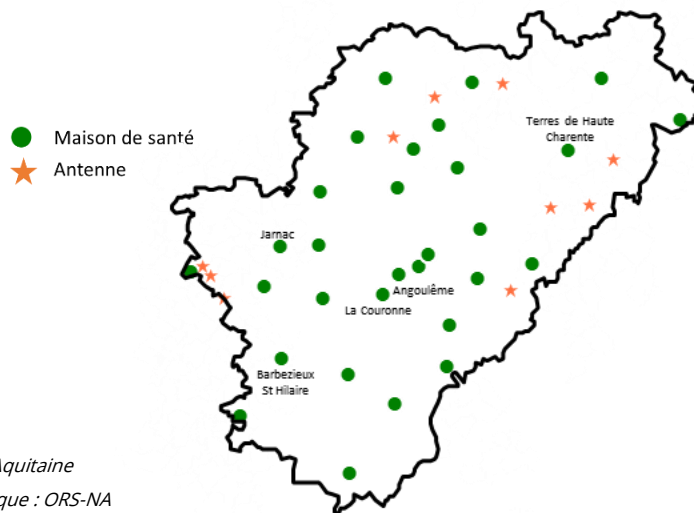 Maison de santé
Antenne
Terres de Haute
Charente
Jarnac
Angoulême
La Couronne
Barbezieux
St Hilaire
Aquitaine
que : ORS-NA